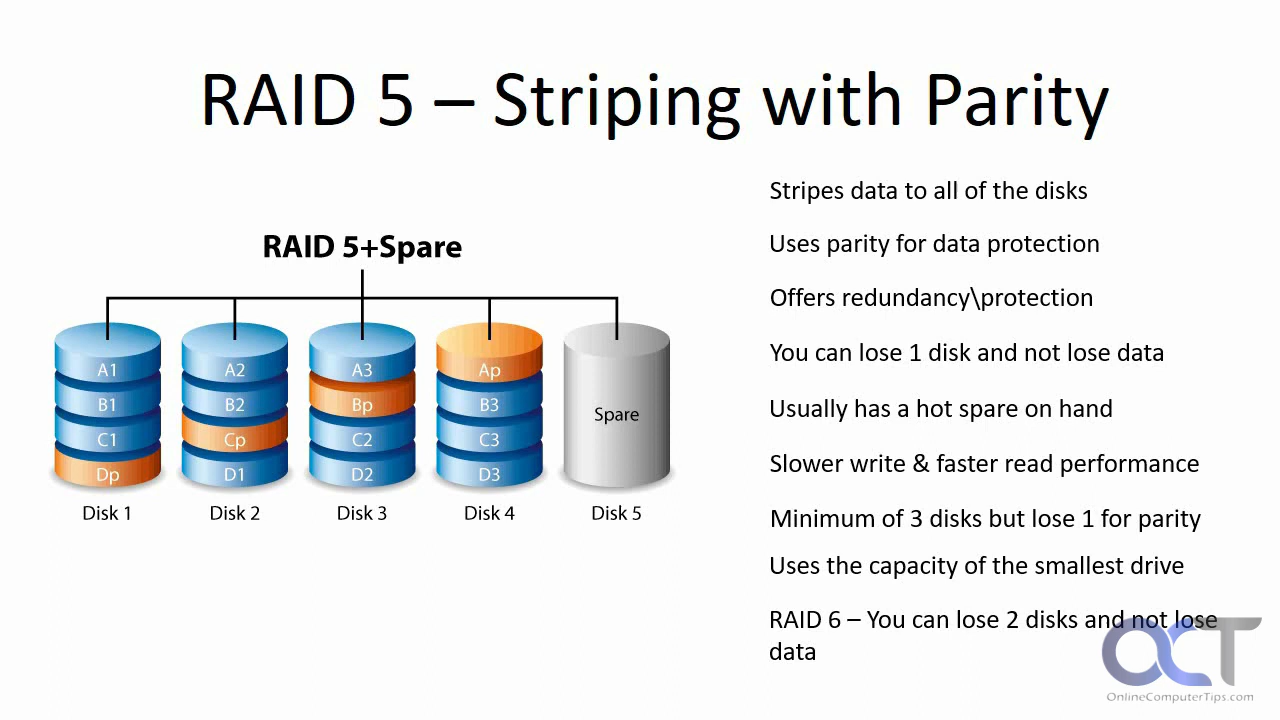 RAID 5 – Striping with Parity
Stripes data to all of the disks
Uses parity for data protection
Offers redundancy\protection
You can lose 1 disk and not lose data
Usually has a hot spare on hand
Slower write & faster read performance
Minimum of 3 disks but lose 1 for parity
Uses the capacity of the smallest drive
RAID 6 – You can lose 2 disks and not lose
data
RAID 5+Spare
A1 A2 A3 Ap
B1 B2 Bp B3
C1 Cp C2 C3
Dp D1 D2 D3
Spare
Disk 1 Disk 2 Disk 3 Disk 4 Disk 5
OCT
OnlineComputerTips.com